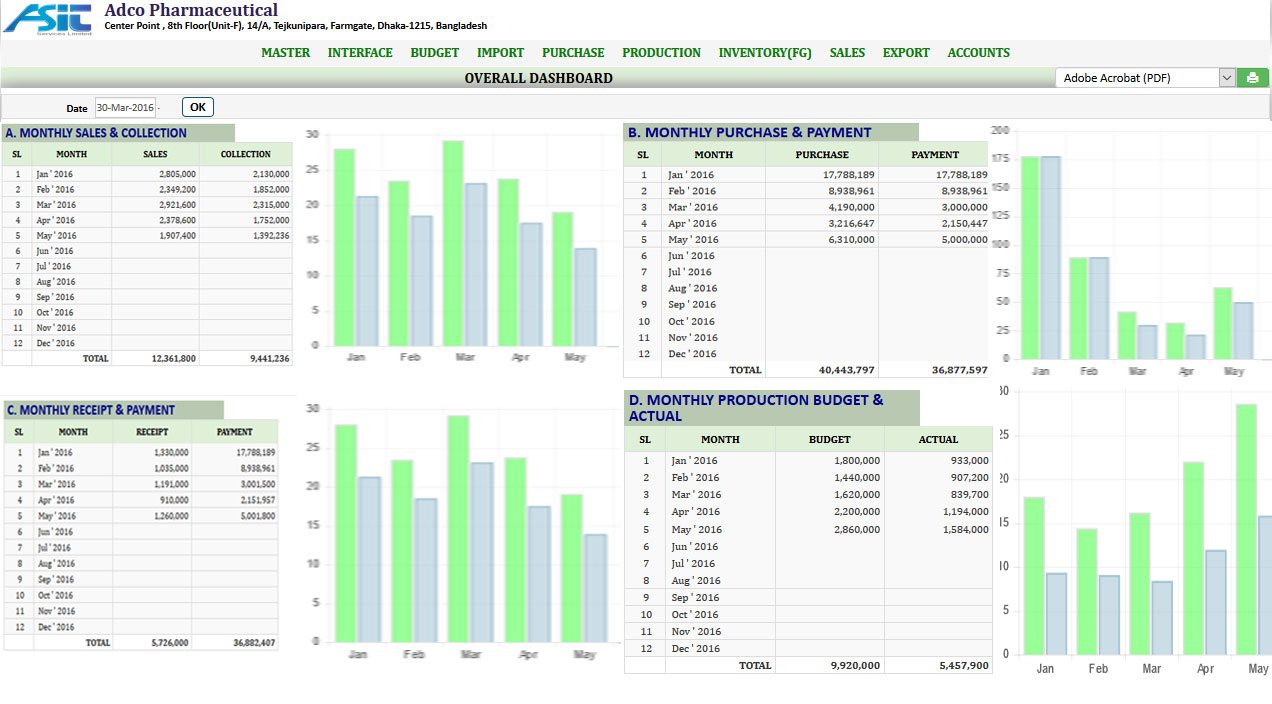 ASiT
Services Limited
Adco Pharmaceutical
Center Point , 8th Floor(Unit-F), 14/A, Tejkunipara, Farmgate, Dhaka-1215, Bangladesh
MASTER INTERFACE BUDGET IMPORT PURCHASE PRODUCTION INVENTORY(FG) SALES EXPORT ACCOUNTS
OVERALL DASHBOARD
Adobe Acrobat (PDF)
Date 30-Mar-2016 - OK
A. MONTHLY SALES & COLLECTION
SL MONTH SALES COLLECTION
1 Jan ' 2016 2,805,000 2,130,000
2 Feb ' 2016 2,349,200 1,852,000
3 Mar ' 2016 2,921,600 2,315,000
4 Apr ' 2016 2,378,600 1,752,000
5 May ' 2016 1,907,400 1,392,236
6 Jun ' 2016
7 Jul ' 2016
8 Aug ' 2016
9 Sep ' 2016
10 Oct ' 2016
11 Nov ' 2016
12 Dec ' 2016
TOTAL 12,361,800 9,441,236
30
25
20
15
10
5
0
Jan Feb Mar Apr May
B. MONTHLY PURCHASE & PAYMENT
SL MONTH PURCHASE PAYMENT
1 Jan ' 2016 17,788,189 17,788,189
2 Feb ' 2016 8,938,961 8,938,961
3 Mar ' 2016 4,190,000 3,000,000
4 Apr ' 2016 3,216,647 2,150,447
5 May ' 2016 6,310,000 5,000,000
6 Jun ' 2016
7 Jul ' 2016
8 Aug ' 2016
9 Sep ' 2016
10 Oct ' 2016
11 Nov ' 2016
12 Dec ' 2016
TOTAL 40,443,797 36,877,597
200
175
150
125
100
75
50
25
0
Jan Feb Mar Apr May
C. MONTHLY RECEIPT & PAYMENT
SL MONTH RECEIPT PAYMENT
1 Jan ' 2016 1,330,000 17,788,189
2 Feb ' 2016 1,035,000 8,938,961
3 Mar ' 2016 1,191,000 3,001,500
4 Apr ' 2016 910,000 2,151,957
5 May ' 2016 1,260,000 5,001,800
6 Jun ' 2016
7 Jul ' 2016
8 Aug ' 2016
9 Sep ' 2016
10 Oct ' 2016
11 Nov ' 2016
12 Dec ' 2016
TOTAL 5,726,000 36,882,407
30
25
20
15
10
5
0
Jan Feb Mar Apr May
D. MONTHLY PRODUCTION BUDGET &
ACTUAL
SL MONTH BUDGET ACTUAL
1 Jan ' 2016 1,800,000 933,000
2 Feb ' 2016 1,440,000 907,200
3 Mar ' 2016 1,620,000 839,700
4 Apr ' 2016 2,200,000 1,194,000
5 May ' 2016 2,860,000 1,584,000
6 Jun ' 2016
7 Jul ' 2016
8 Aug ' 2016
9 Sep ' 2016
10 Oct ' 2016
11 Nov ' 2016
12 Dec ' 2016
TOTAL 9,920,000 5,457,900
30
25
20
15
10
5
0
Jan Feb Mar Apr May